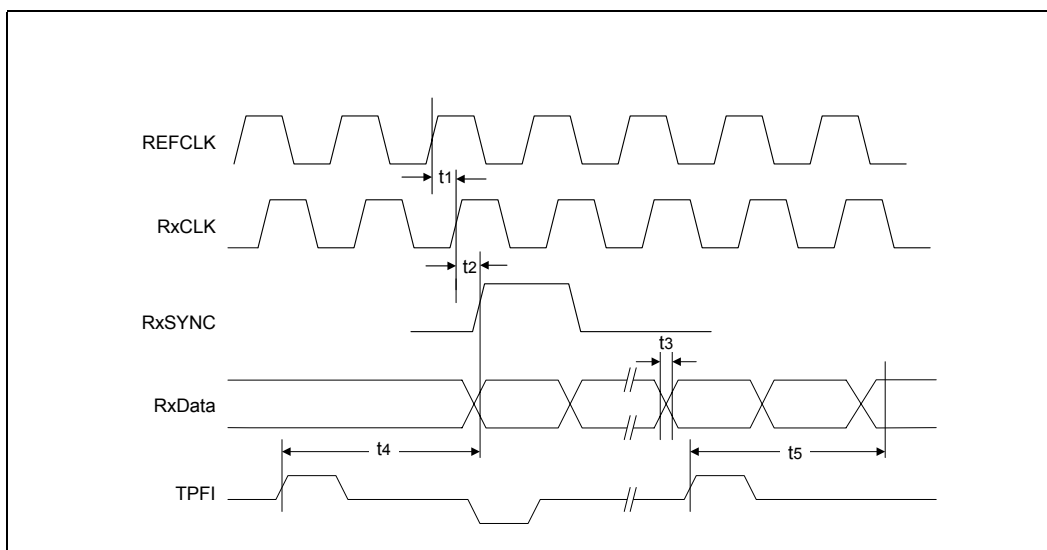 REFCLK
t1
RxCLK
t2
RxSYNC
t3
RxData
t4
t5
TPFI